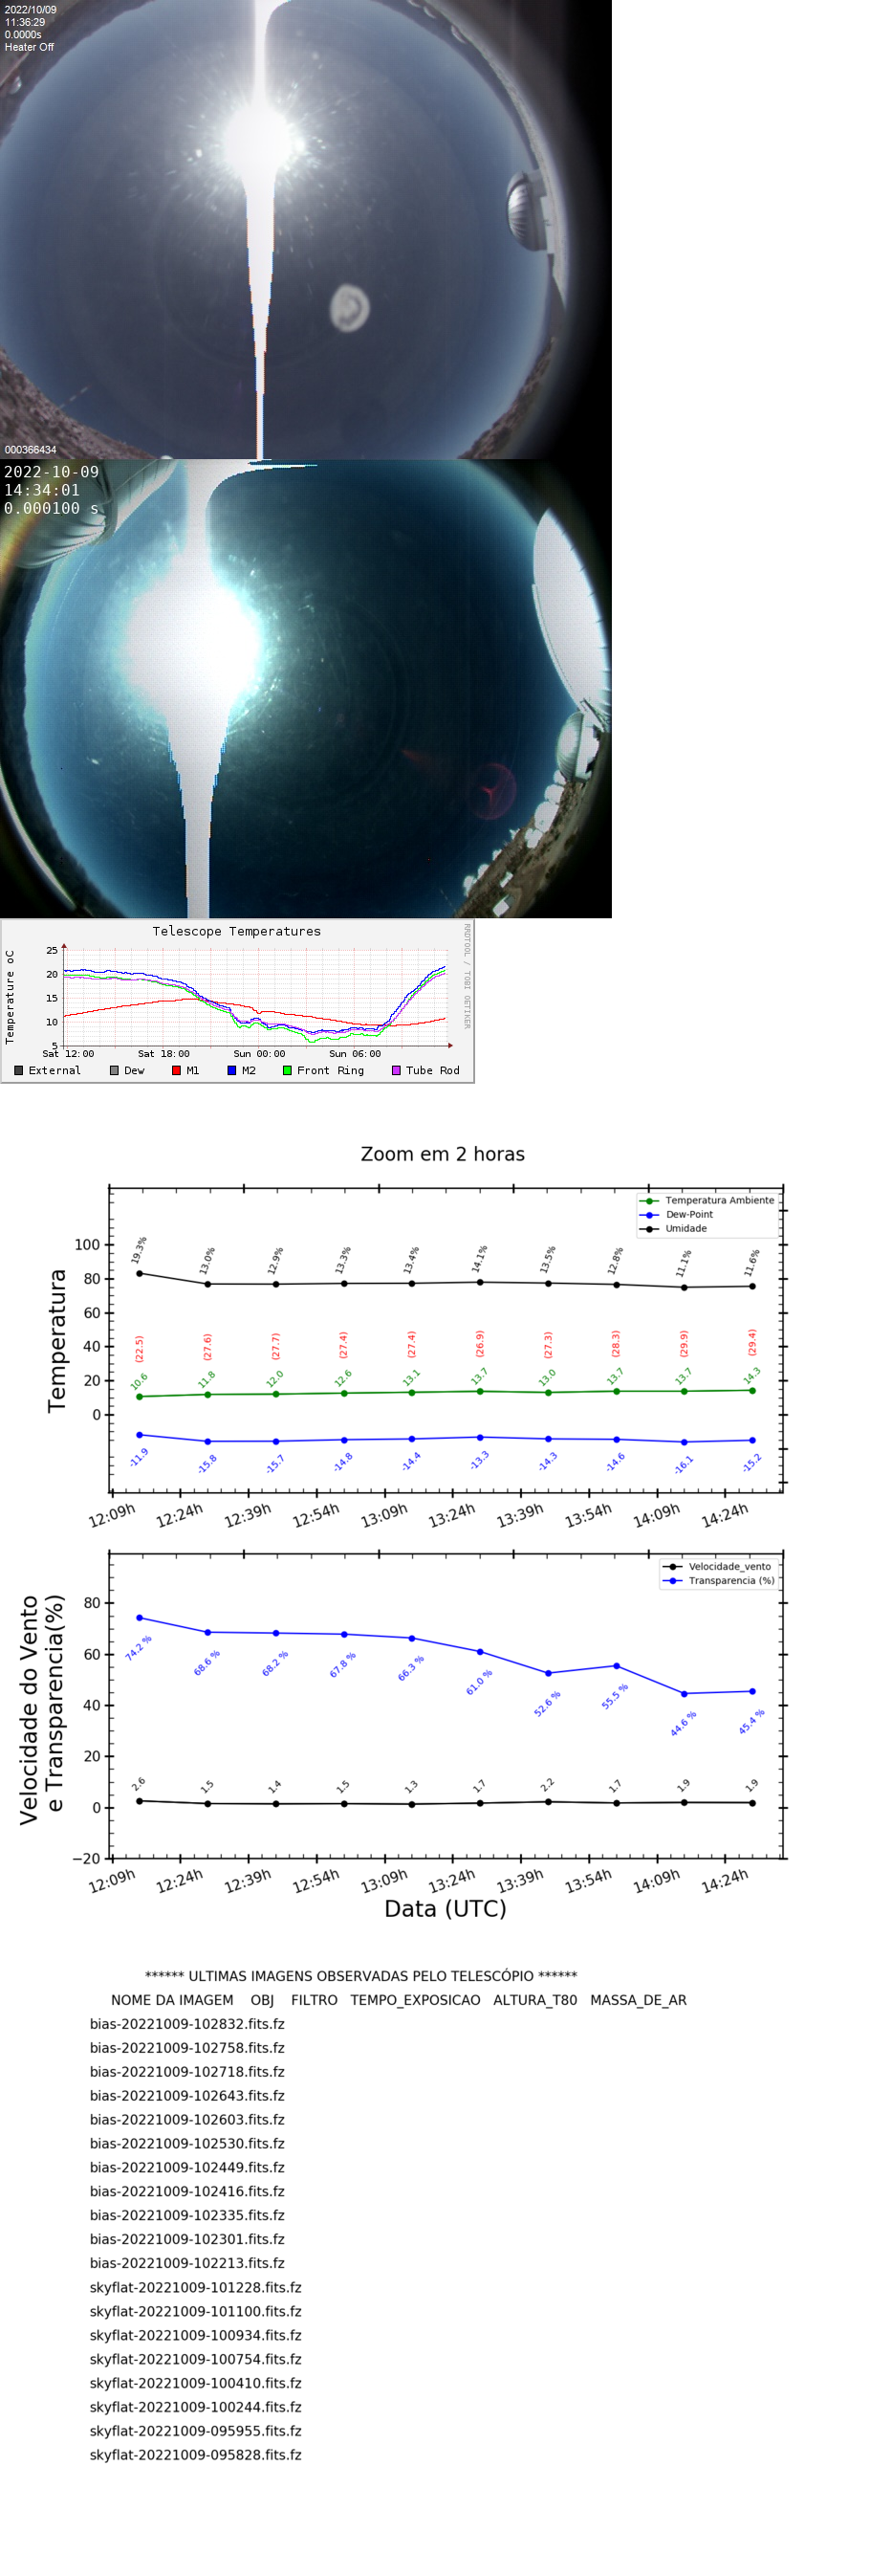 2022/10/09
11:36:29
0.0000s
Heater Off
000366434
2022-10-09
14:34:01
0.000100 s
Telescope Temperatures
RRDTOOL / TOBI OETIKER
Temperature oC
25
20
15
10
5
Sat 12:00 Sat 18:00 Sun 00:00 Sun 06:00
External Dew M1 M2 Front Ring Tube Rod
Zoom em 2 horas
Temperatura Ambiente
Dew-Point
Umidade
Temperatura
100
80
60
40
20
0
19.3% 13.0% 12.9% 13.3% 13.4% 14.1% 13.5% 12.8% 11.1% 11.6%
(22.5) (27.6) (27.7) (27.4) (27.4) (26.9) (27.3) (28.3) (29.9) (29.4)
10.6 11.8 12.0 12.6 13.1 13.7 13.0 13.7 13.7 14.3
-11.9 -15.8 -15.7 -14.8 -14.4 -13.3 -14.3 -14.6 -16.1 -15.2
12:09h 12:24h 12:39h 12:54h 13:09h 13:24h 13:39h 13:54h 14:09h 14:24h
Velocidade_vento
Transparencia (%)
Velocidade do Vento
e Transparencia(%)
80
60
40
20
0
−20
74.2 % 68.6 % 68.2 % 67.8 % 66.3 % 61.0 % 52.6 % 55.5 % 44.6 % 45.4 %
2.6 1.5 1.4 1.5 1.3 1.7 2.2 1.7 1.9 1.9
12:09h 12:24h 12:39h 12:54h 13:09h 13:24h 13:39h 13:54h 14:09h 14:24h
Data (UTC)
****** ULTIMAS IMAGENS OBSERVADAS PELO TELESCÓPIO ******
NOME DA IMAGEM OBJ FILTRO TEMPO_EXPOSICAO ALTURA_T80 MASSA_DE_AR
bias-20221009-102832.fits.fz
bias-20221009-102758.fits.fz
bias-20221009-102718.fits.fz
bias-20221009-102643.fits.fz
bias-20221009-102603.fits.fz
bias-20221009-102530.fits.fz
bias-20221009-102449.fits.fz
bias-20221009-102416.fits.fz
bias-20221009-102335.fits.fz
bias-20221009-102301.fits.fz
bias-20221009-102213.fits.fz
skyflat-20221009-101228.fits.fz
skyflat-20221009-101100.fits.fz
skyflat-20221009-100934.fits.fz
skyflat-20221009-100754.fits.fz
skyflat-20221009-100410.fits.fz
skyflat-20221009-100244.fits.fz
skyflat-20221009-095955.fits.fz
skyflat-20221009-095828.fits.fz